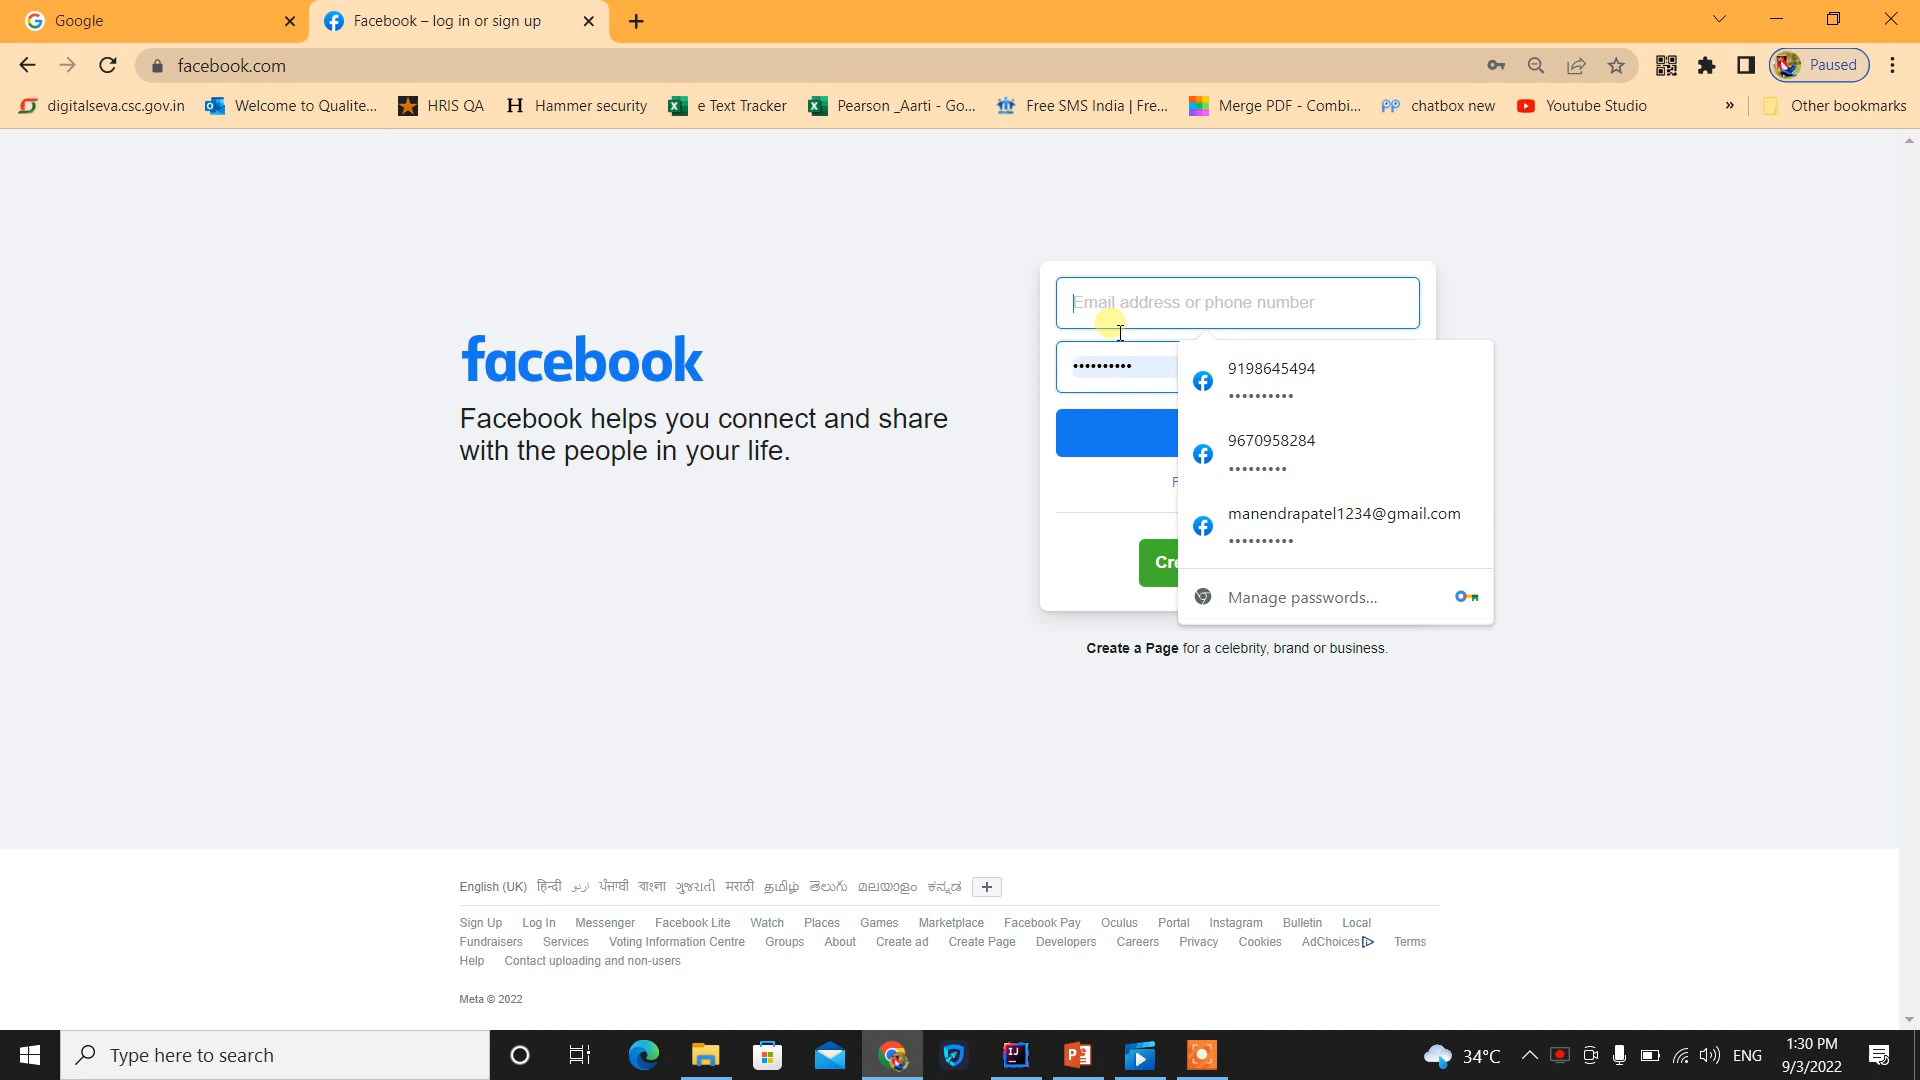 Google
Facebook – log in or sign up
facebook.com
Paused
digitalseva.csc.gov.in
Welcome to Qualite...
HRIS QA
Hammer security
e Text Tracker
Pearson _Aarti - Go...
Free SMS India | Fre...
Merge PDF - Combi...
chatbox new
Youtube Studio
»
Other bookmarks
facebook
Facebook helps you connect and share
with the people in your life.
Email address or phone number
••••••••••
9198645494
••••••••••
9670958284
•••••••••
F
manendrapatel1234@gmail.com
••••••••••
Cre
Manage passwords...
Create a Page for a celebrity, brand or business.
English (UK) हिन्दी اردو ਪੰਜਾਬੀ বাংলা ગુજરાતી मराठी தமிழ் తెలుగు മലയാളം ಕನ್ನಡ +
Sign Up Log In Messenger Facebook Lite Watch Places Games Marketplace Facebook Pay Oculus Portal Instagram Bulletin Local
Fundraisers Services Voting Information Centre Groups About Create ad Create Page Developers Careers Privacy Cookies AdChoices Terms
Help Contact uploading and non-users
Meta © 2022
Type here to search
34°C
ENG
1:30 PM
9/3/2022